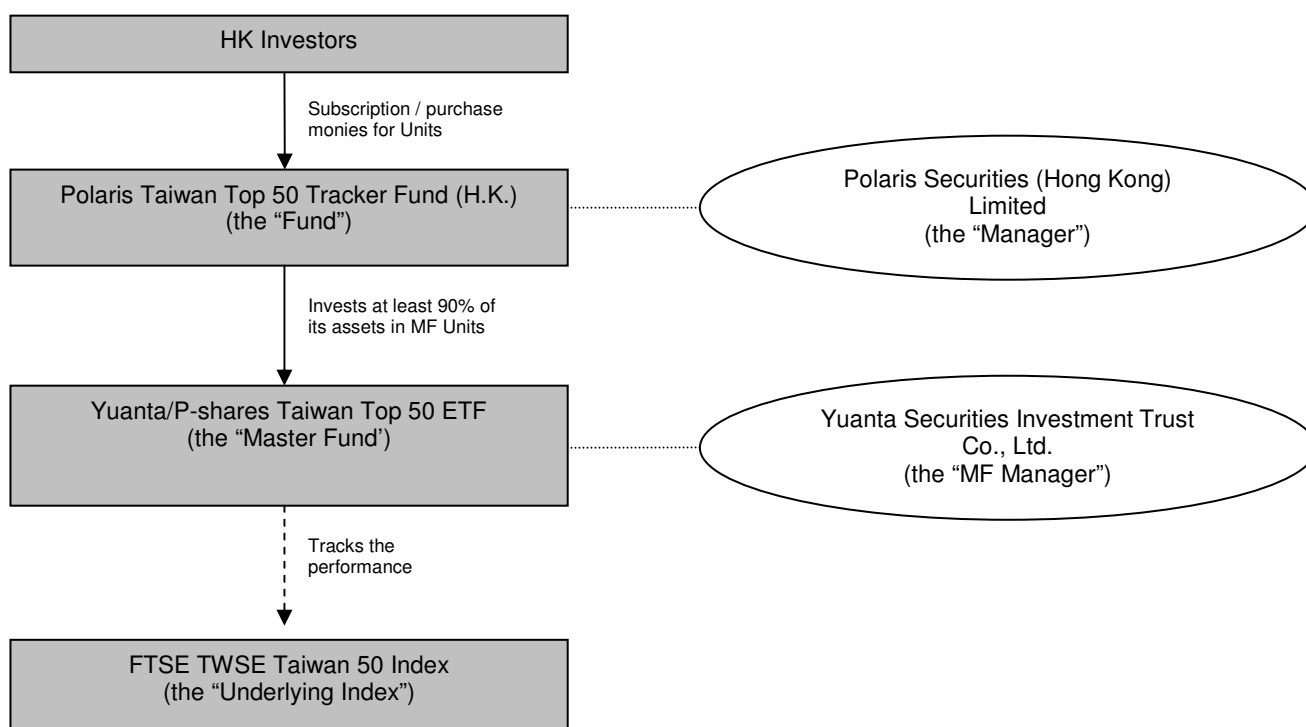 HK Investors
Subscription / purchase
monies for Units
Polaris Taiwan Top 50 Tracker Fund (H.K.)
(the “Fund”)
Polaris Securities (Hong Kong)
Limited
(the “Manager”)
Invests at least 90% of
its assets in MF Units
Yuanta/P-shares Taiwan Top 50 ETF
(the “Master Fund’)
Yuanta Securities Investment Trust
Co., Ltd.
(the “MF Manager”)
Tracks the
performance
FTSE TWSE Taiwan 50 Index
(the “Underlying Index”)